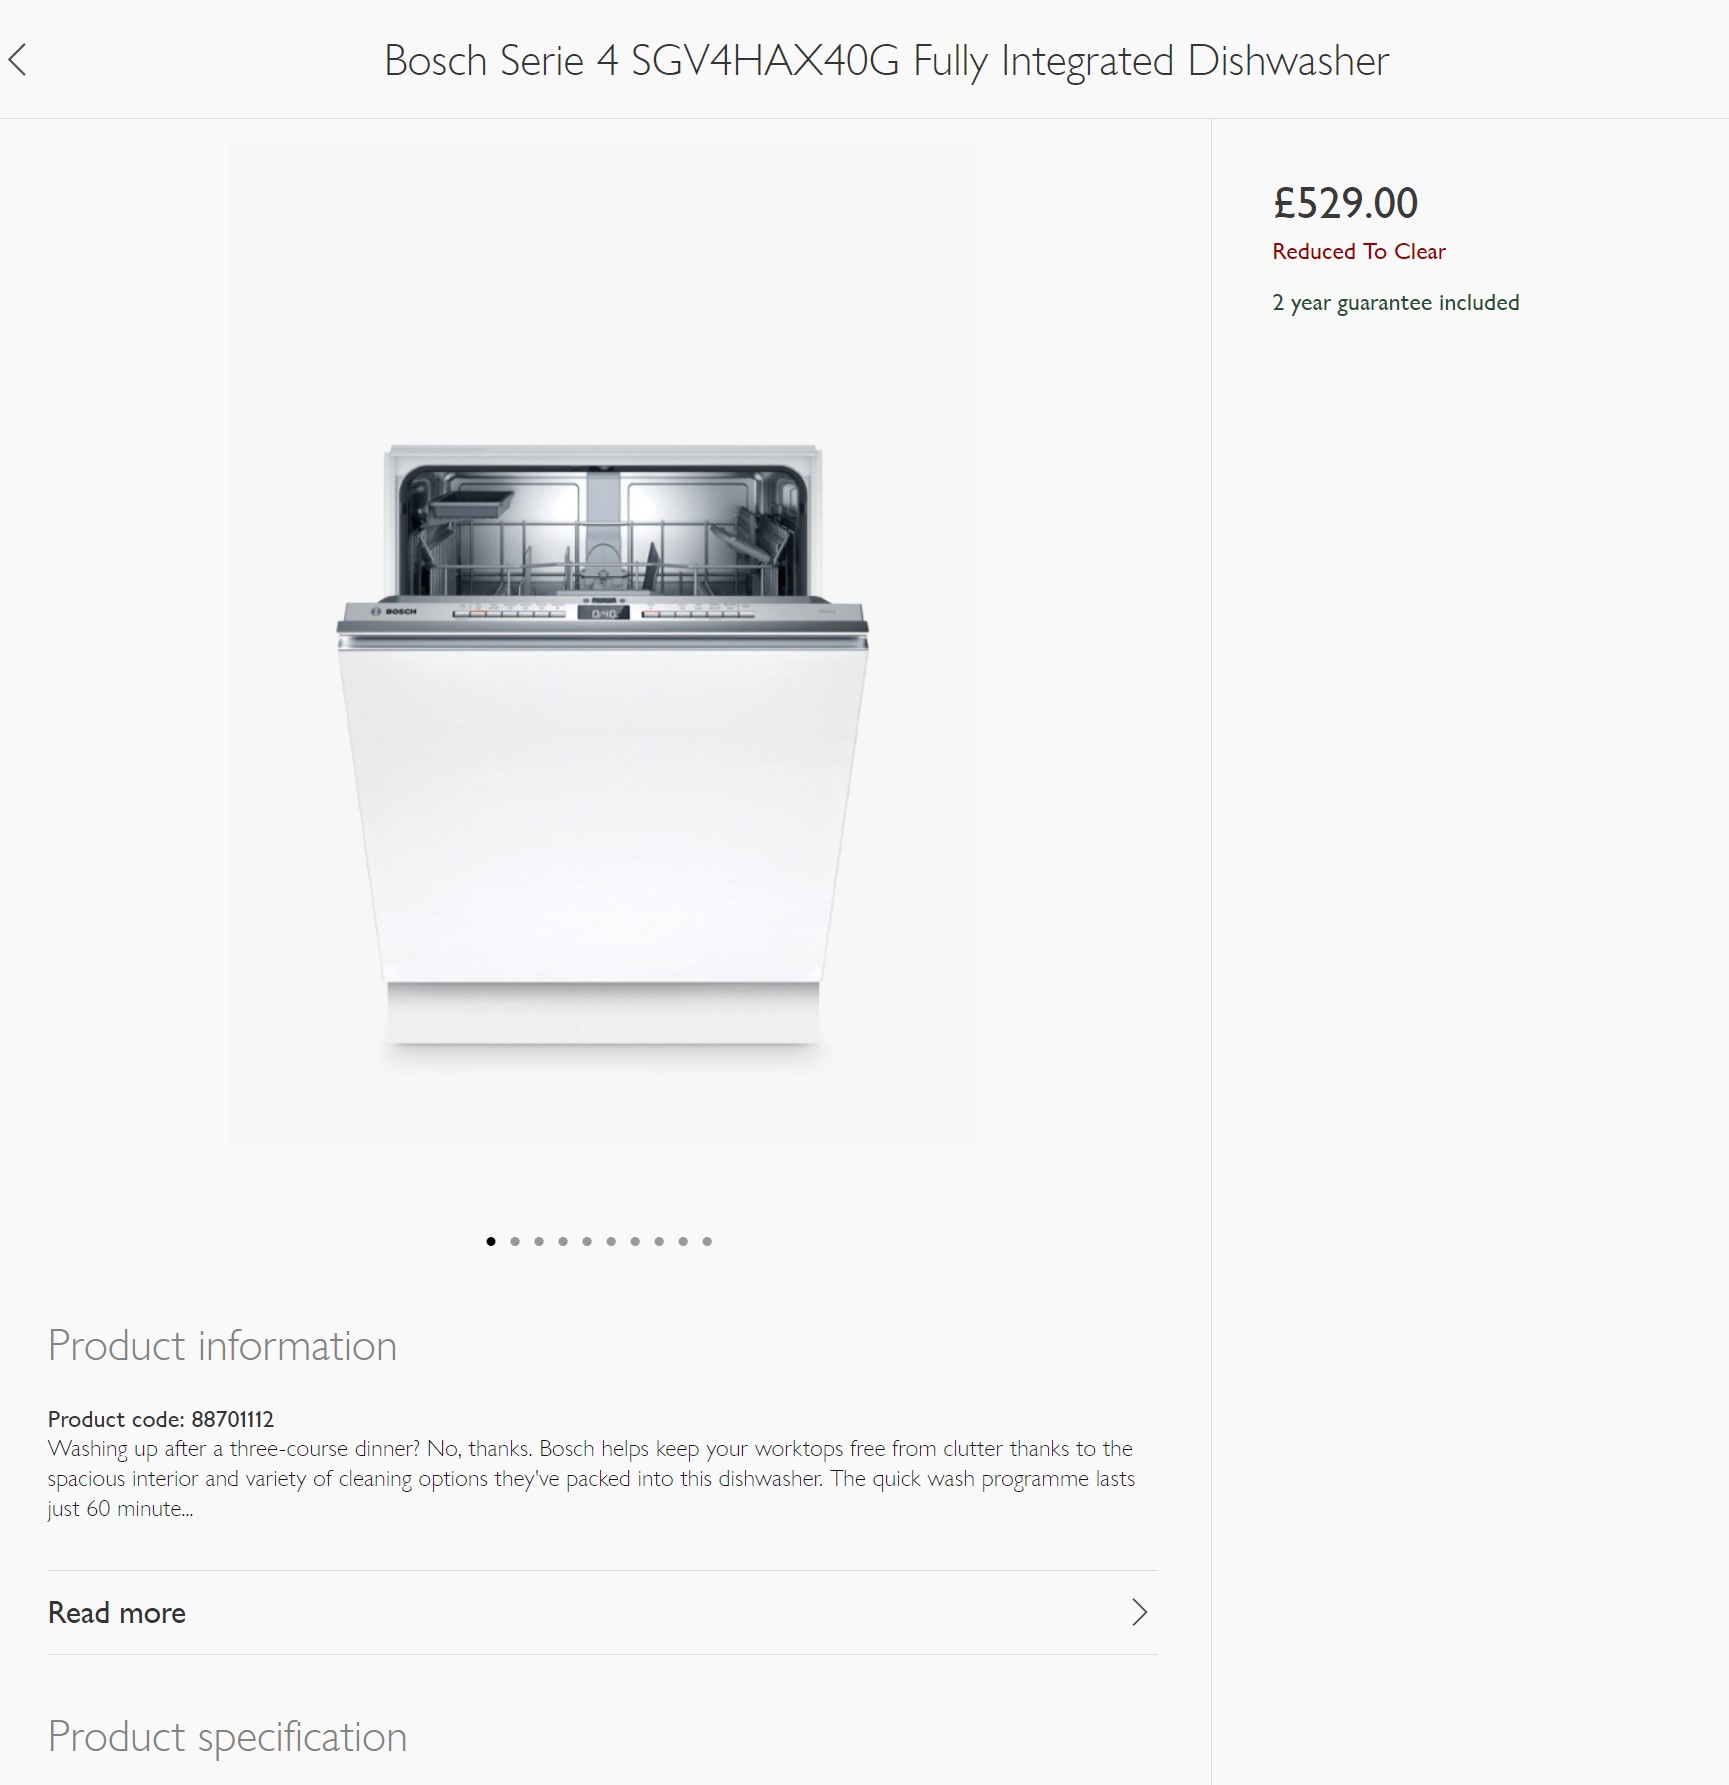 Bosch Serie 4 SGV4HAX40G Fully Integrated Dishwasher
£529.00
Reduced To Clear
2 year guarantee included
BOSCH
0:40
Product information
Product code: 88701112
Washing up after a three-course dinner? No, thanks. Bosch helps keep your worktops free from clutter thanks to the
spacious interior and variety of cleaning options they've packed into this dishwasher. The quick wash programme lasts
just 60 minute...
Read more
Product specification